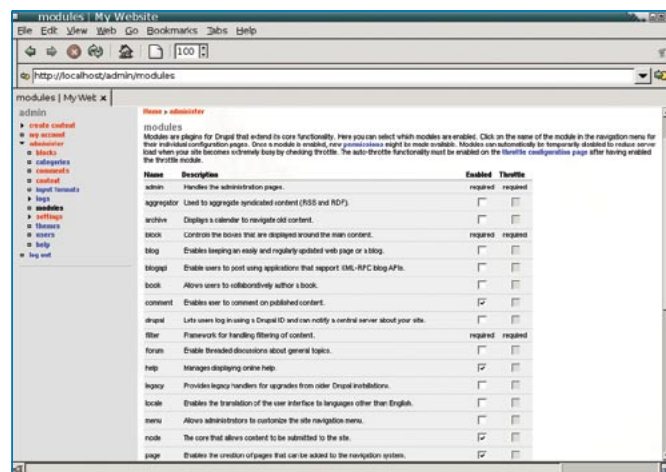 modules | My Website
File Edit View Web Go Bookmarks Tabs Help
100
http://localhost/admin/modules
modules | My Wet x
admin
create content
my account
administer
blocks
categories
comments
content
input formats
logs
modules
settings
themes
users
help
log out
Home » administer
modules
Modules are plugins for Drupal that extend its core functionality. Here you can select which modules are enabled. Click on the name of the module in the navigation menu for
their individual configuration pages. Once a module is enabled, new permissions might be made available. Modules can automatically be temporarily disabled to reduce server
load when your site becomes extremely busy by checking throttle. The auto-throttle functionality must be enabled on the throttle configuration page after having enabled
the throttle module.
Name Description Enabled Throttle
admin Handles the administration pages. required required
aggregator Used to aggregate syndicated content (RSS and RDF).
archive Displays a calendar to navigate old content.
block Controls the boxes that are displayed around the main content. required required
blog Enables keeping an easily and regularly updated web page or a blog.
blogapi Enable users to post using applications that support XML-RPC blog APIs.
book Allows users to collaboratively author a book.
comment Enables user to comment on published content.
drupal Lets users log in using a Drupal ID and can notify a central server about your site.
filter Framework for handling filtering of content. required required
forum Enable threaded discussions about general topics.
help Manages displaying online help.
legacy Provides legacy handlers for upgrades from older Drupal installations.
locale Enables the translation of the user interface to languages other than English.
menu Allows administrators to customize the site navigation menu.
node The core that allows content to be submitted to the site.
page Enables the creation of pages that can be added to the navigation system.